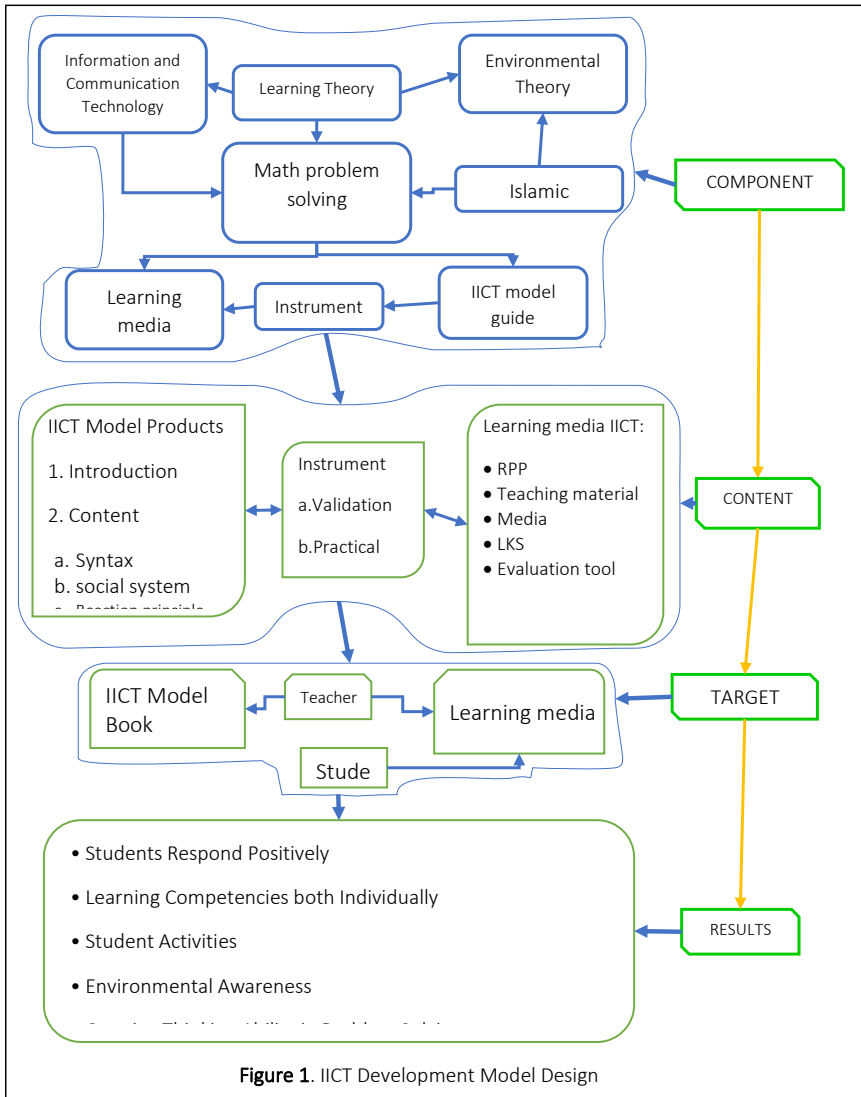 Information and
Communication
Technology
Learning Theory
Environmental
Theory
Math problem
solving
Islamic
COMPONENT
Learning
media
Instrument
IICT model
guide
IICT Model Products
1. Introduction
2. Content
a. Syntax
b. social system
Instrument
a.Validation
b.Practical
Learning media IICT:
• RPP
• Teaching material
• Media
• LKS
• Evaluation tool
CONTENT
IICT Model
Book
Teacher
Learning media
Stude
TARGET
• Students Respond Positively
• Learning Competencies both Individually
• Student Activities
• Environmental Awareness
RESULTS
Figure 1. IICT Development Model Design